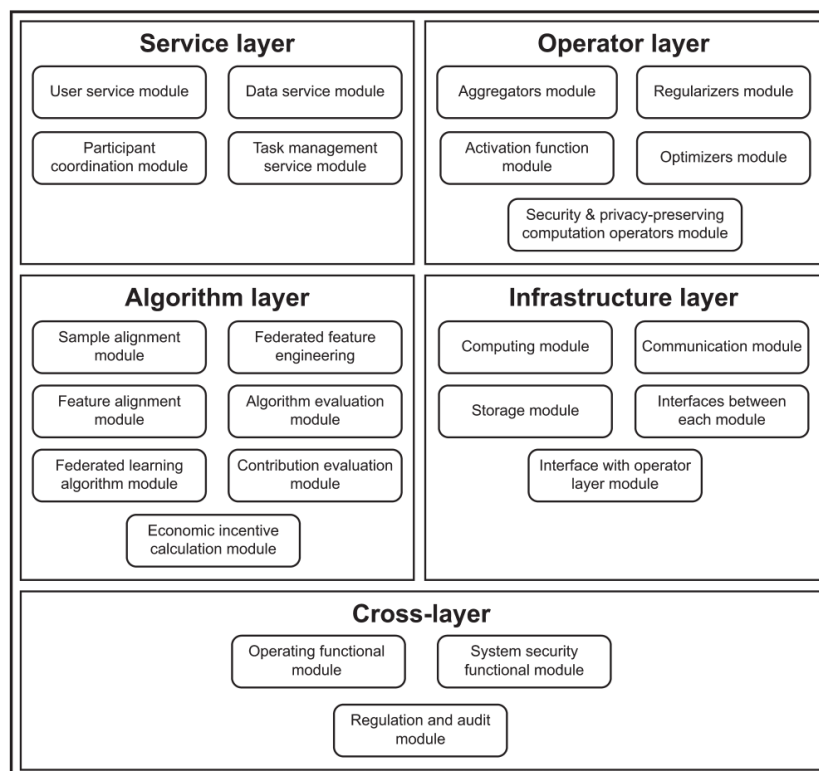 Service layer
User service module
Data service module
Participant
coordination module
Task management
service module
Operator layer
Aggregators module
Regularizers module
Activation function
module
Optimizers module
Security & privacy-preserving
computation operators module
Algorithm layer
Sample alignment
module
Federated feature
engineering
Feature alignment
module
Algorithm evaluation
module
Federated learning
algorithm module
Contribution evaluation
module
Economic incentive
calculation module
Infrastructure layer
Computing module
Communication module
Storage module
Interfaces between
each module
Interface with operator
layer module
Cross-layer
Operating functional
module
System security
functional module
Regulation and audit
module